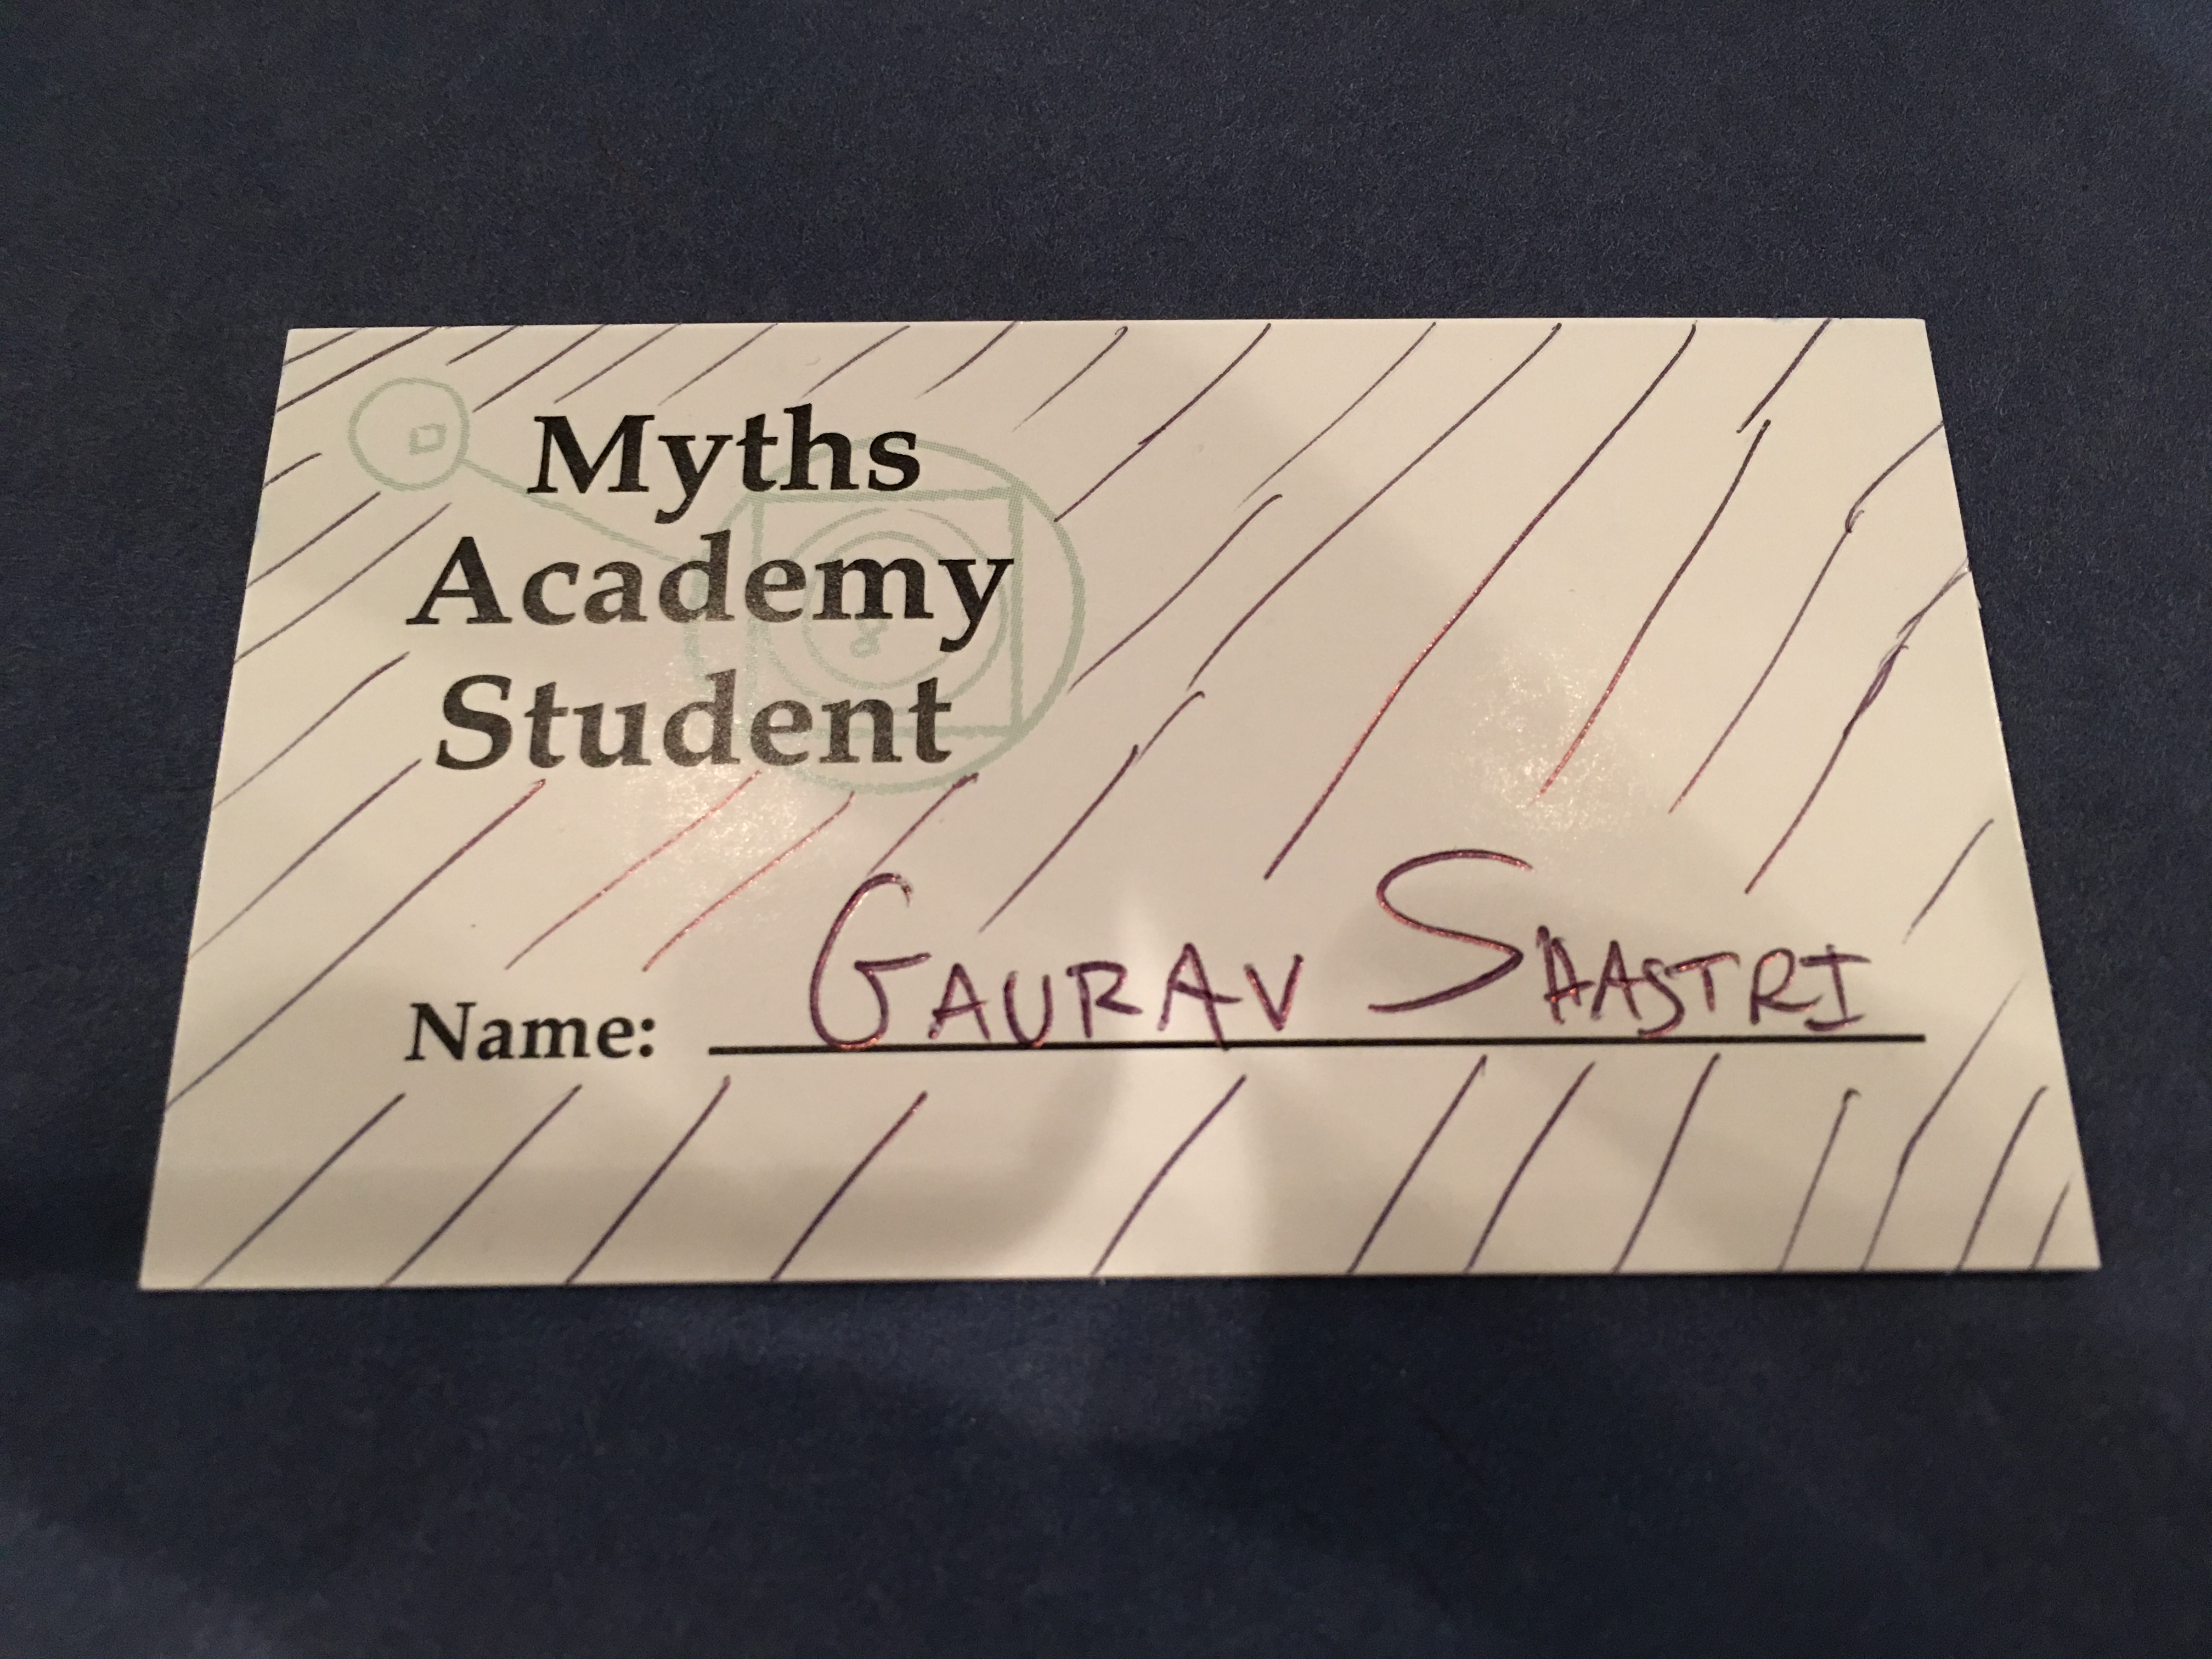 Myths
Academy
Student
Name: GAURAV SAASTRI